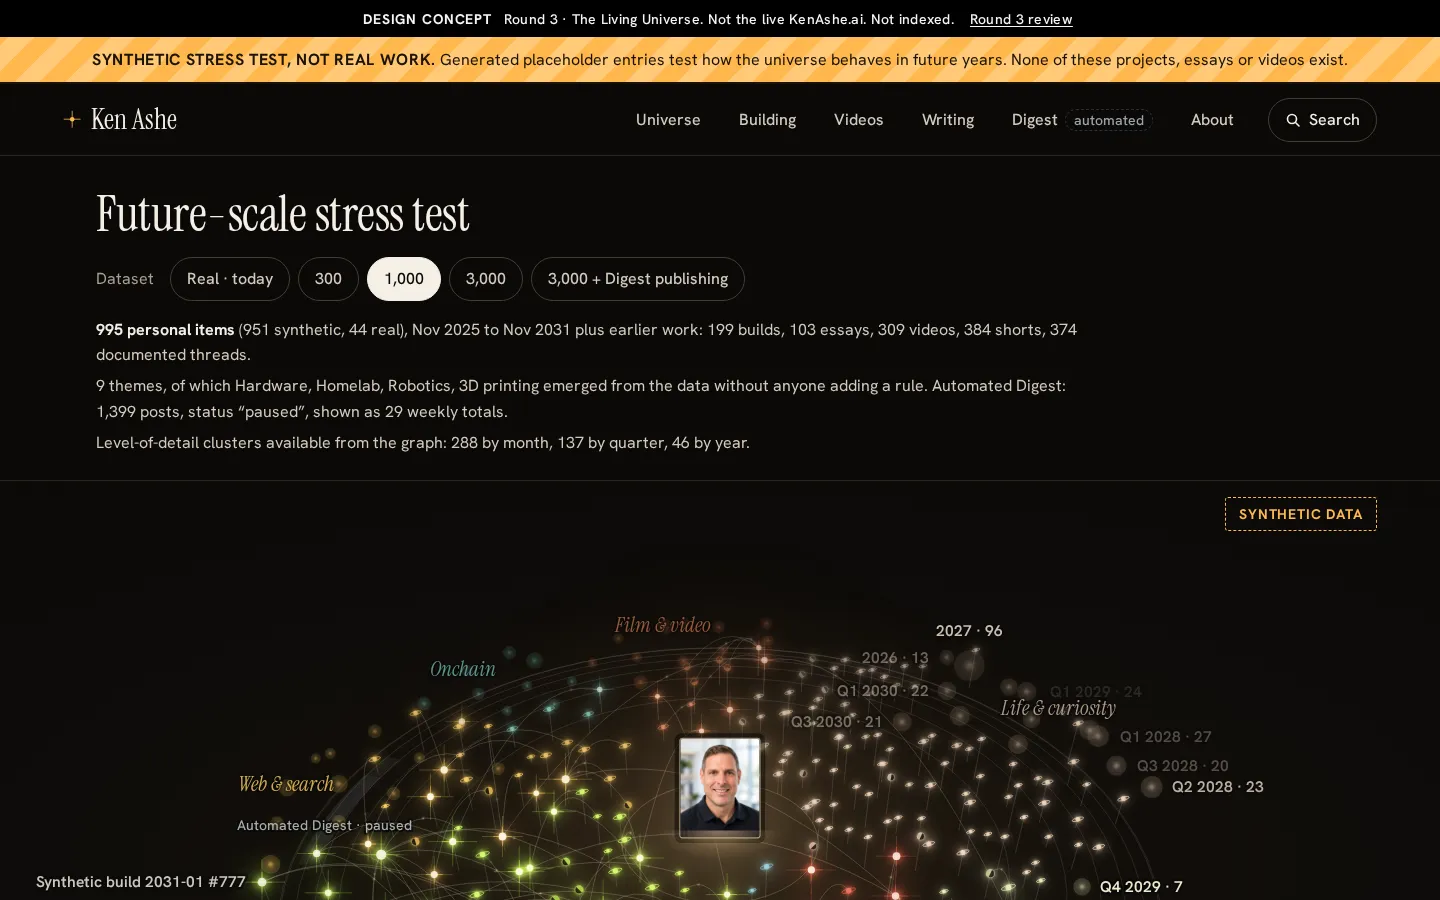 DESIGN CONCEPT Round 3 · The Living Universe. Not the live KenAshe.ai. Not indexed. Round 3 review
SYNTHETIC STRESS TEST, NOT REAL WORK. Generated placeholder entries test how the universe behaves in future years. None of these projects, essays or videos exist.
Ken Ashe
Universe Building Videos Writing Digest automated About Search
Future-scale stress test
Dataset Real · today 300 1,000 3,000 3,000 + Digest publishing
995 personal items (951 synthetic, 44 real), Nov 2025 to Nov 2031 plus earlier work: 199 builds, 103 essays, 309 videos, 384 shorts, 374
documented threads.
9 themes, of which Hardware, Homelab, Robotics, 3D printing emerged from the data without anyone adding a rule. Automated Digest:
1,399 posts, status “paused”, shown as 29 weekly totals.
Level-of-detail clusters available from the graph: 288 by month, 137 by quarter, 46 by year.
SYNTHETIC DATA
Film & video
2027 · 96
2026 · 13
Onchain
Q1 2030 · 22
Q1 2029 · 24
Life & curiosity
Q3 2030 · 21
Q1 2028 · 27
Q3 2028 · 20
Web & search
Q2 2028 · 23
Automated Digest · paused
Synthetic build 2031-01 #777
Q4 2029 · 7